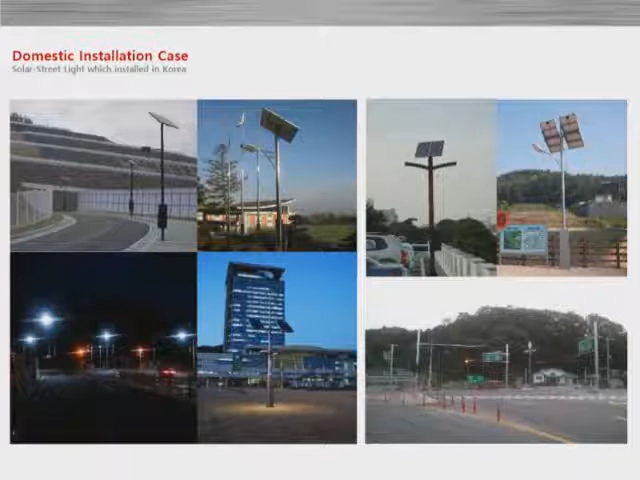 Domestic Installation Case
Solar-Street Light which installed in Korea